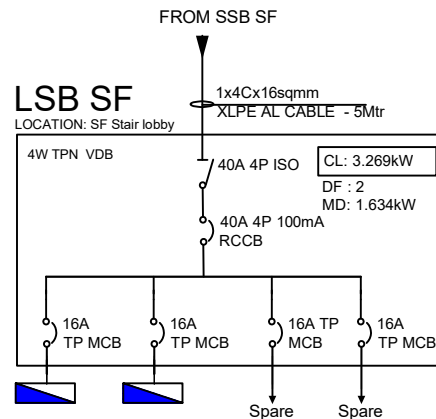 FROM SSB SF
LSB SF
LOCATION: SF Stair lobby
1x4Cx16sqmm
XLPE AL CABLE - 5Mtr
4W TPN VDB
40A 4P ISO
CL: 3.269kW
DF : 2
MD: 1.634kW
40A 4P 100mA
RCCB
16A
TP MCB
16A
TP MCB
16A TP
MCB
16A
TP MCB
Spare
Spare